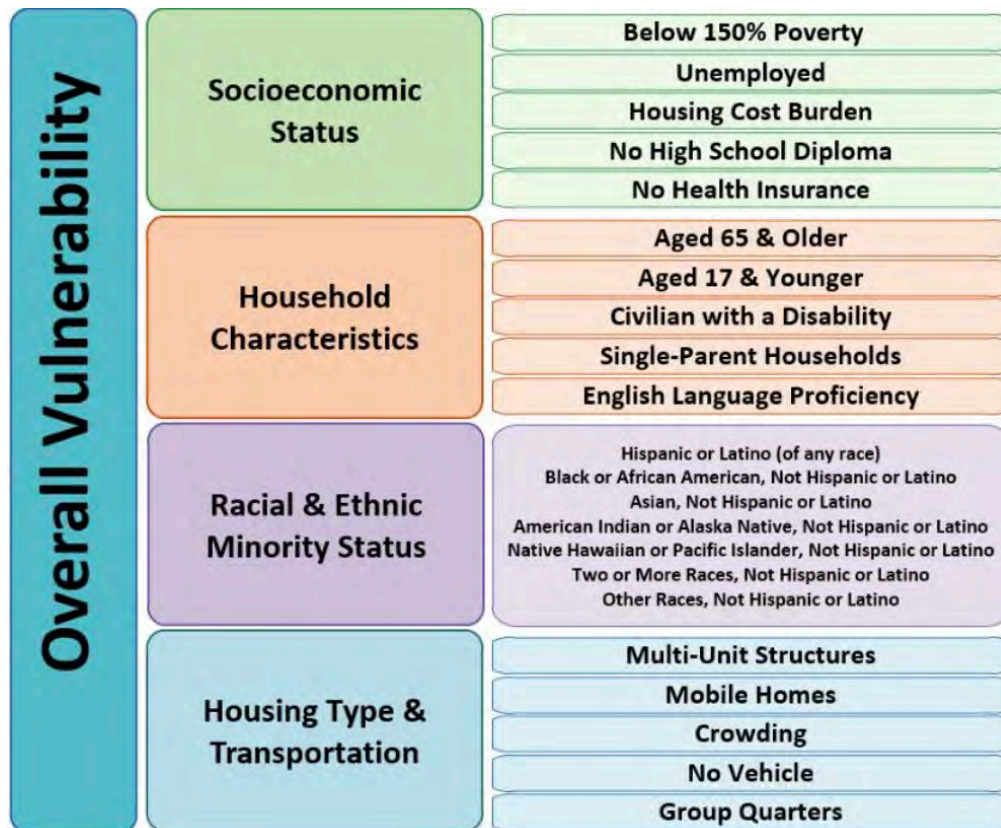 Overall Vulnerability
Socioeconomic
Status
Below 150% Poverty
Unemployed
Housing Cost Burden
No High School Diploma
No Health Insurance
Household
Characteristics
Aged 65 & Older
Aged 17 & Younger
Civilian with a Disability
Single-Parent Households
English Language Proficiency
Racial & Ethnic
Minority Status
Hispanic or Latino (of any race)
Black or African American, Not Hispanic or Latino
Asian, Not Hispanic or Latino
American Indian or Alaska Native, Not Hispanic or Latino
Native Hawaiian or Pacific Islander, Not Hispanic or Latino
Two or More Races, Not Hispanic or Latino
Other Races, Not Hispanic or Latino
Housing Type &
Transportation
Multi-Unit Structures
Mobile Homes
Crowding
No Vehicle
Group Quarters